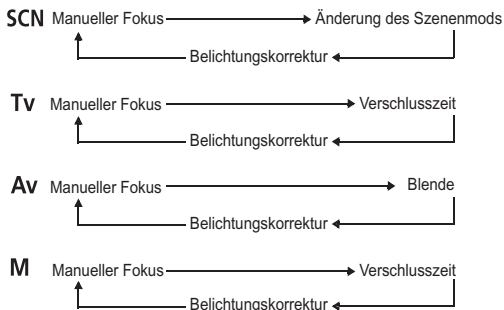 SCN Manueller Fokus Änderung des Szenenmods
Belichtungskorrektur
Tv Manueller Fokus Verschlusszeit
Belichtungskorrektur
Av Manueller Fokus Blende
Belichtungskorrektur
M Manueller Fokus Verschlusszeit
Belichtungskorrektur